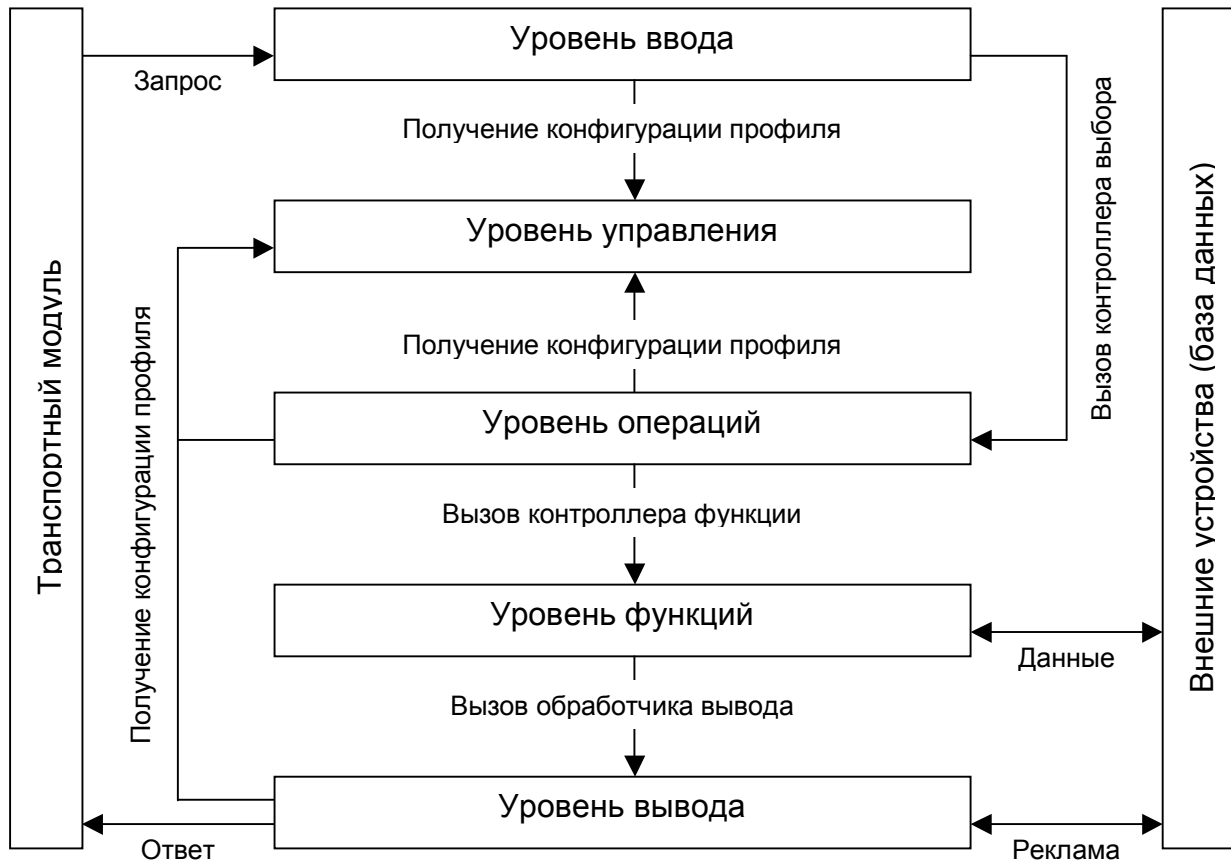 Уровень ввода
Запрос
Получение конфигурации профиля
Вызов контроллера выбора
Уровень управления
Транспортный модуль
Внешние устройства (база данных)
Получение конфигурации профиля
Получение конфигурации профиля
Уровень операций
Вызов контроллера функции
Уровень функций
Данные
Вызов обработчика вывода
Уровень вывода
Ответ
Реклама